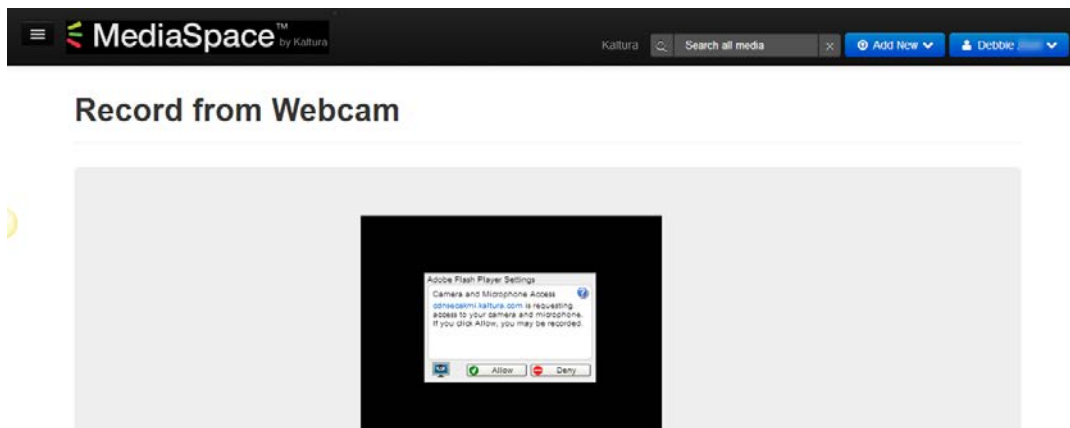 MediaSpace™ by Kaltura
Kaltura
Search all media
Add New
Debbie
Record from Webcam
Adobe Flash Player Settings
Camera and Microphone Access
cdnsecakmi.kaltura.com is requesting
access to your camera and microphone.
If you click Allow, you may be recorded.
Allow
Deny